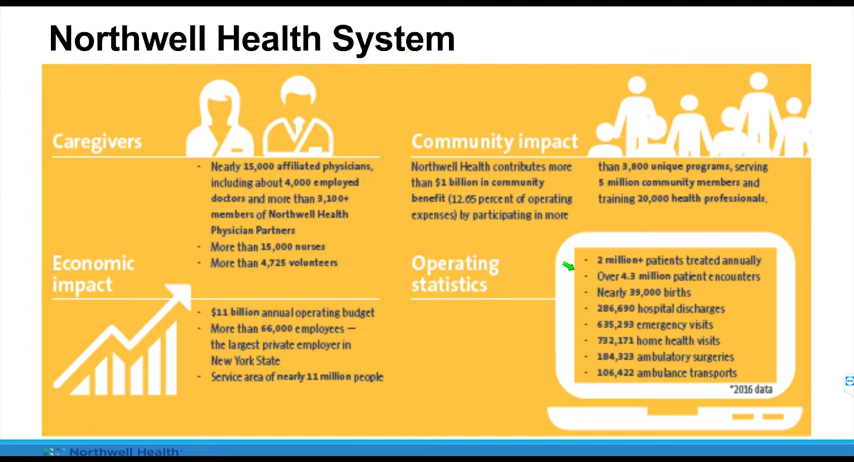 Northwell Health System
Caregivers
- Nearly 15,000 affiliated physicians,
including about 4,000 employed
doctors and more than 3,100+
members of Northwell Health
Physician Partners
- More than 15,000 nurses
- More than 4,725 volunteers
Community impact
Northwell Health contributes more
than $1 billion in community
benefit (12.05 percent of operating
expenses) by participating in more
than 3,800 unique programs, serving
5 million community members and
training 20,000 health professionals.
Economic
impact
- $11 billion annual operating budget
- More than 66,000 employees —
the largest private employer in
New York State
- Service area of nearly 11 million people
Operating
statistics
- 2 million+ patients treated annually
- Over 4.3 million patient encounters
- Nearly 39,000 births
- 286,690 hospital discharges
- 635,293 emergency visits
- 732,171 home health visits
- 184,323 ambulatory surgeries
- 106,422 ambulance transports
*2016 data
Northwell Health